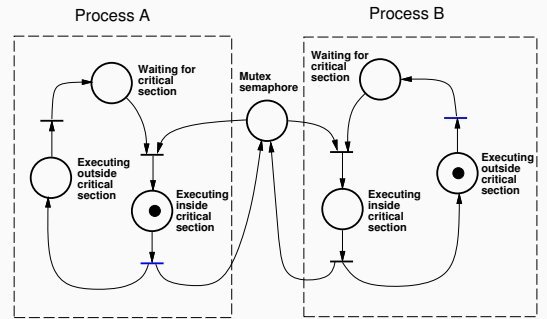 Process A
Process B
Waiting for
critical
section
Mutex
semaphore
Waiting for
critical
section
Executing
outside
critical
section
Executing
inside
critical
section
Executing
inside
critical
section
Executing
outside
critical
section